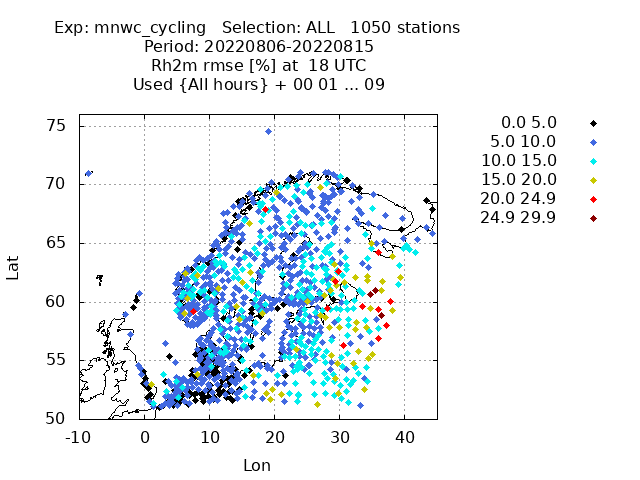 Exp: mnwc_cycling   Selection: ALL   1050 stations
Period: 20220806-20220815
Rh2m rmse [%] at  18 UTC
Used {All hours} + 00 01 ... 09
0.0 5.0
5.0 10.0
10.0 15.0
15.0 20.0
20.0 24.9
24.9 29.9
75
70
65
60
55
50
Lat
-10 0 10 20 30 40
Lon